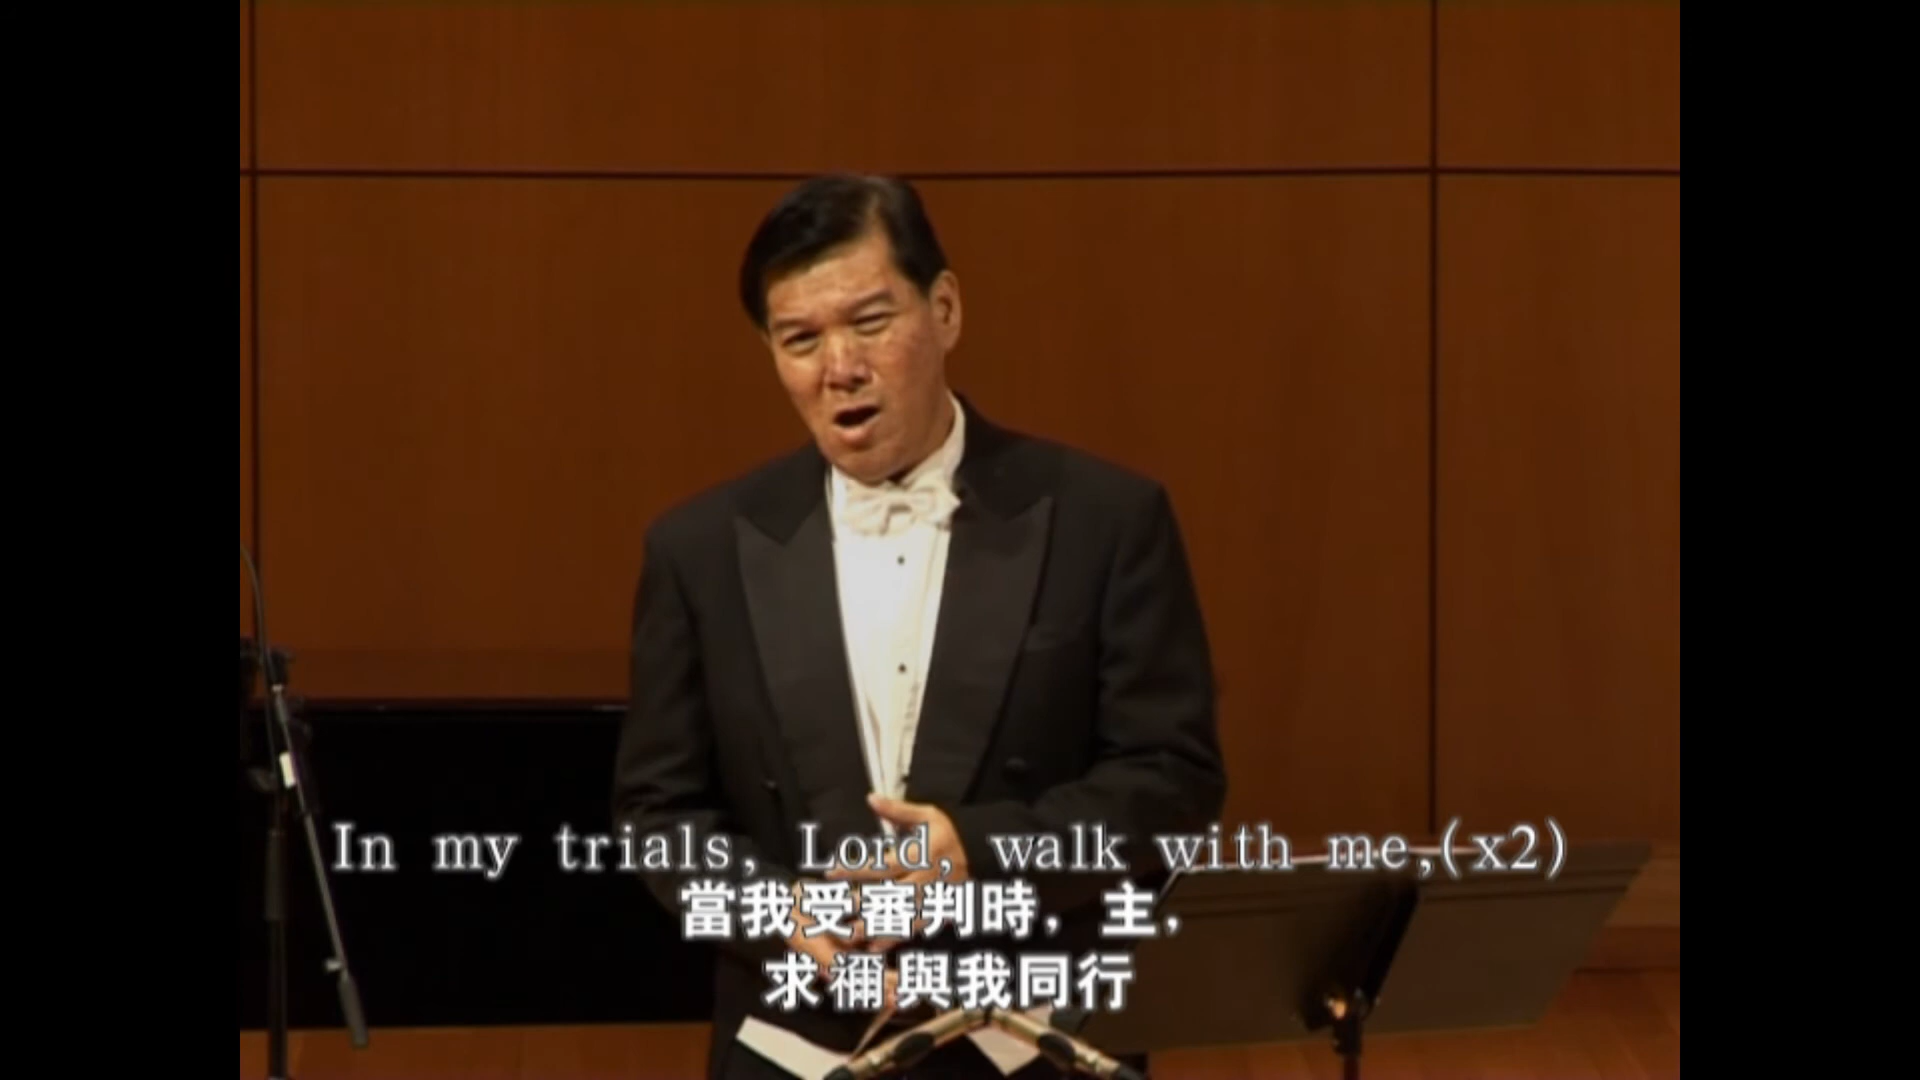 In my trials, Lord, walk with me,(x2)
當我受審判時，主，
求禰與我同行